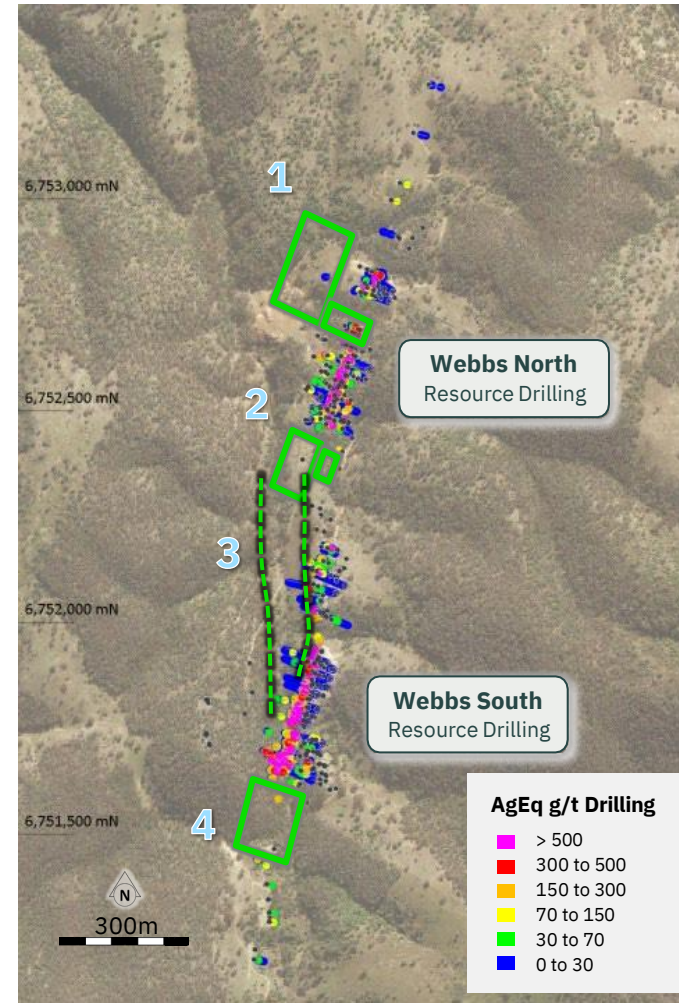 1
6,753,000 mN
Webbs North
Resource Drilling
2
6,752,500 mN
3
6,752,000 mN
Webbs South
Resource Drilling
4
6,751,500 mN
N
300m
AgEq g/t Drilling
> 500
300 to 500
150 to 300
70 to 150
30 to 70
0 to 30